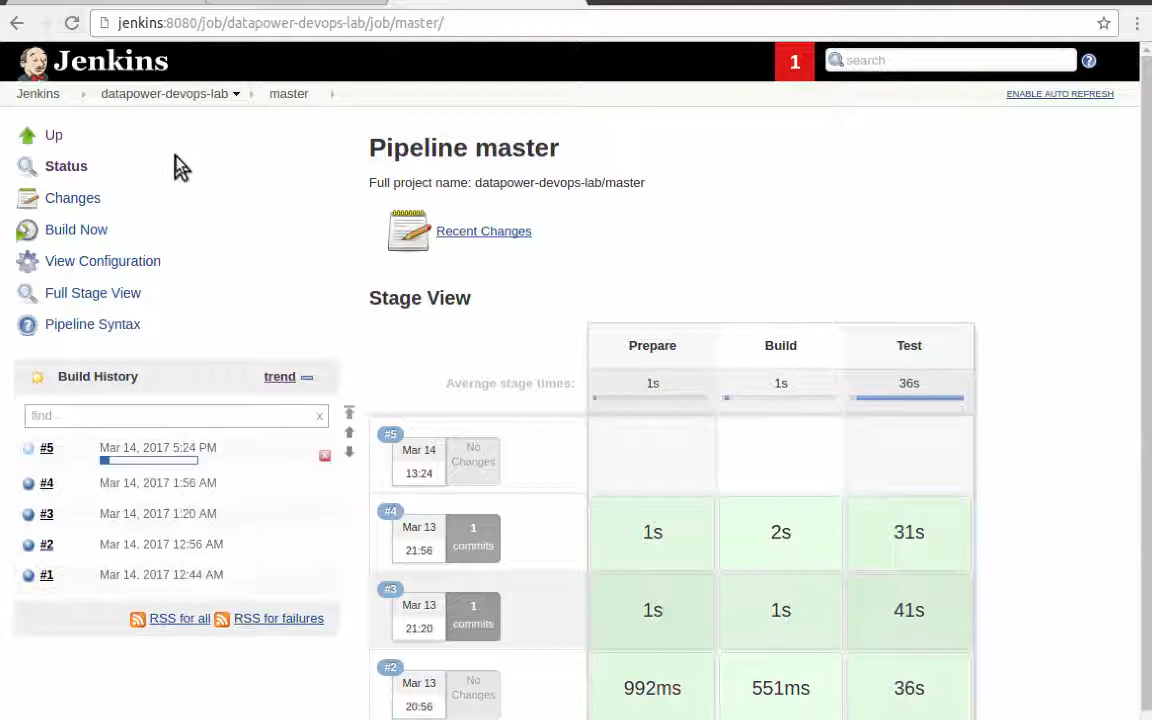 jenkins:8080/job/datapower-devops-lab/job/master/
Jenkins
1
search
?
Jenkins
datapower-devops-lab
master
ENABLE AUTO REFRESH
Up
Status
Changes
Build Now
View Configuration
Full Stage View
Pipeline Syntax
Build History
trend
find
x
#5 Mar 14, 2017 5:24 PM
#4 Mar 14, 2017 1:56 AM
#3 Mar 14, 2017 1:20 AM
#2 Mar 14, 2017 12:56 AM
#1 Mar 14, 2017 12:44 AM
RSS for all RSS for failures
Pipeline master
Full project name: datapower-devops-lab/master
Recent Changes
Stage View
Prepare Build Test
Average stage times: 1s 1s 36s
#5
Mar 14
13:24
No
Changes
#4
Mar 13
21:56
1
commits
1s 2s 31s
#3
Mar 13
21:20
1
commits
1s 1s 41s
#2
Mar 13
20:56
No
Changes
992ms 551ms 36s